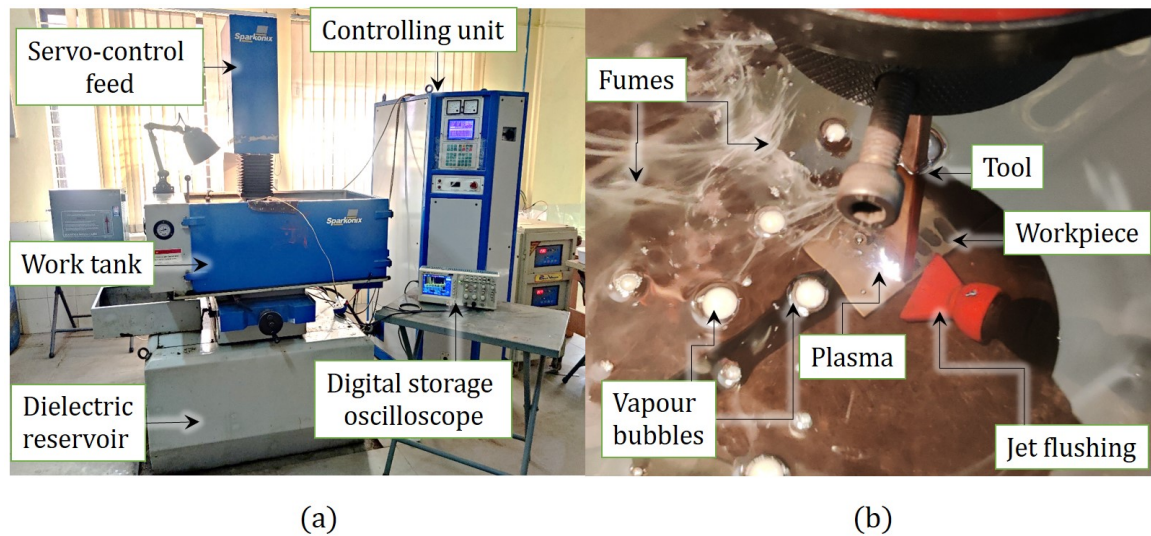 Sparkonix
Controlling unit
Servo-control
feed
Fumes
Tool
Sparkonix
Work tank
Workpiece
Plasma
Dielectric
reservoir
Digital storage
oscilloscope
Vapour
bubbles
Jet flushing
(a)
(b)